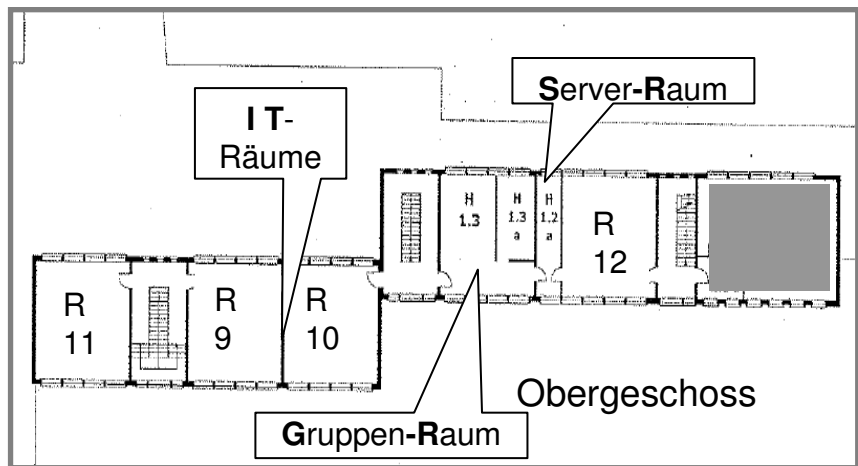 Server-Raum
I T-
Räume
H
1.3
H
1.3
a
H
1.2
a
R
12
R
11
R
9
R
10
Obergeschoss
Gruppen-Raum